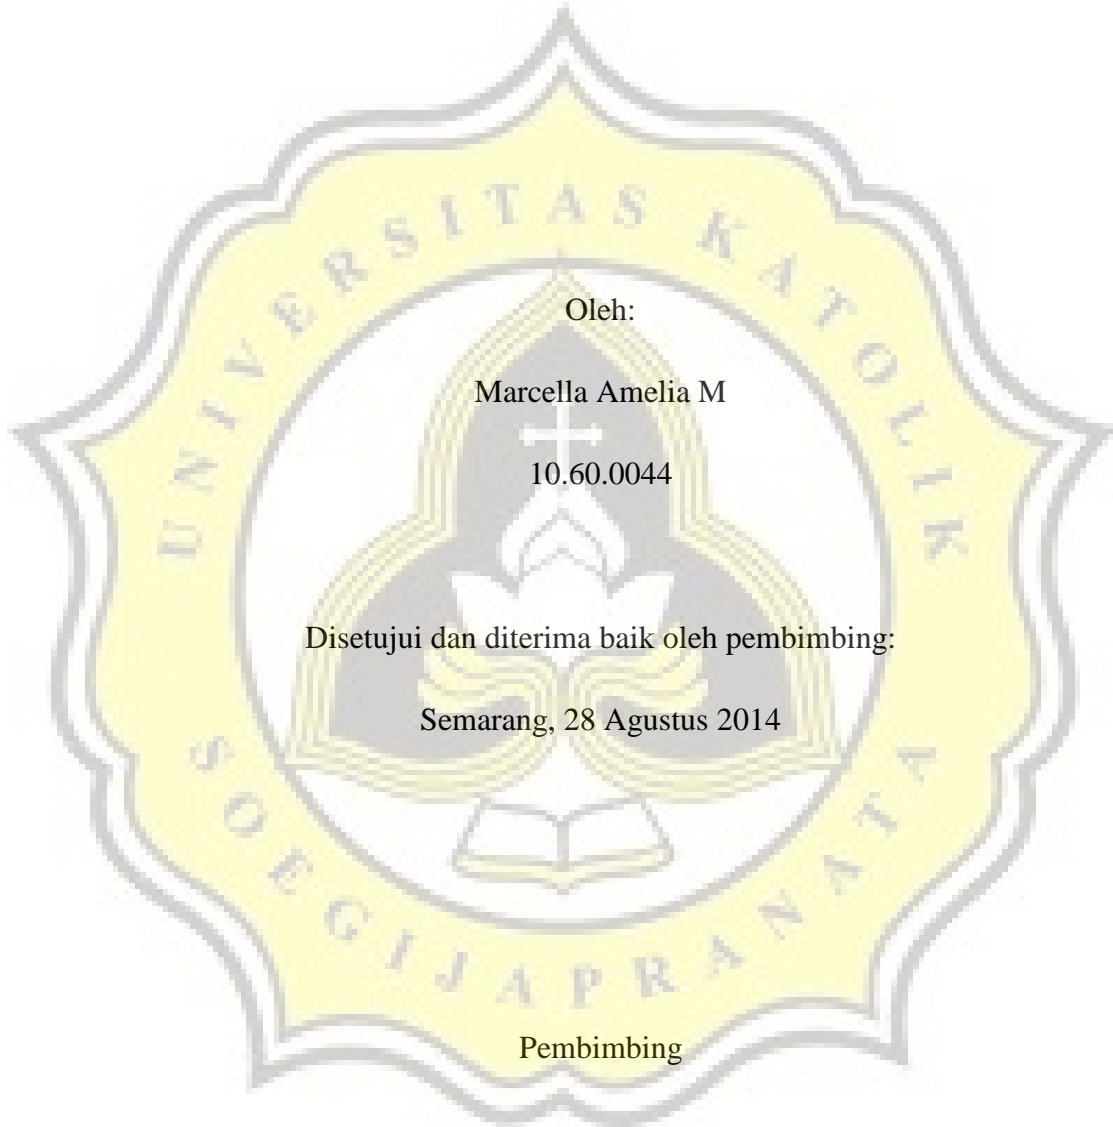 UNIVERSITAS KATOLIK
Oleh:
Marcella Amelia M
10.60.0044
Disetujui dan diterima baik oleh pembimbing:
Semarang, 28 Agustus 2014
SOEGIJAPRANATA
Pembimbing